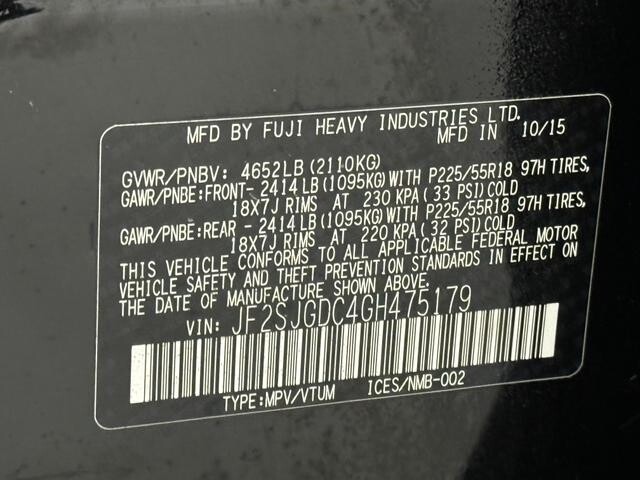 MFD BY FUJI HEAVY INDUSTRIES LTD.
MFD IN 10/15
GVWR/PNBV: 4652LB(2110KG)
GAWR/PNBE:FRONT- 2414LB(1095KG)WITH P225/55R18 97H TIRES,
18X7J RIMS AT 230 KPA( 33 PSI)COLD
GAWR/PNBE:REAR - 2414LB(1095KG)WITH P225/55R18 97H TIRES,
18X7J RIMS AT 220 KPA( 32 PSI)COLD
THIS VEHICLE CONFORMS TO ALL APPLICABLE FEDERAL MOTOR
VEHICLE SAFETY AND THEFT PREVENTION STANDARDS IN EFFECT ON
THE DATE OF MANUFACTURE SHOWN ABOVE.
VIN: JF2SJGDC4GH475179
TYPE:MPV/VTUM ICES/NMB-002